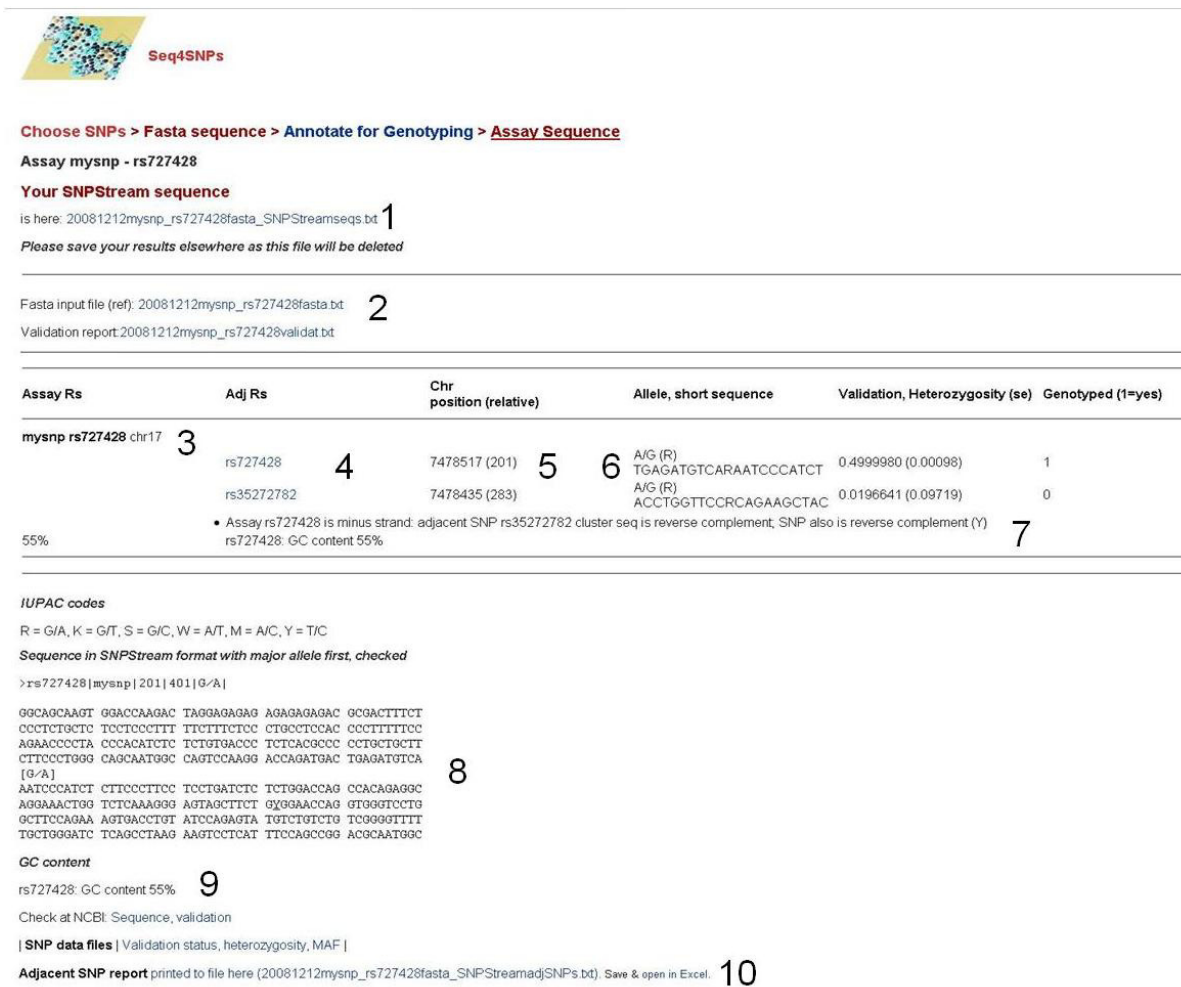 Seq4SNPs
Choose SNPs > Fasta sequence > Annotate for Genotyping > Assay Sequence
Assay mysnp - rs727428
Your SNPStream sequence
is here: 20081212mysnp_rs727428fasta_SNPStreamseqs.txt 1
Please save your results elsewhere as this file will be deleted
Fasta input file (ref): 20081212mysnp_rs727428fasta.txt 2
Validation report:20081212mysnp_rs727428validat.txt
Assay Rs Adj Rs Chr position (relative) Allele, short sequence Validation, Heterozygosity (se) Genotyped (1=yes)
mysnp rs727428 chr17 3
rs727428 4 7478517 (201) 5 6 A/G (R) TGAGATGTCARAATCCCATCT 0.4999980 (0.00098) 1
rs35272782 7478435 (283) A/G (R) ACCTGGTTCCRCAGAAGCTAC 0.0196641 (0.09719) 0
• Assay rs727428 is minus strand: adjacent SNP rs35272782 cluster seq is reverse complement; SNP also is reverse complement (Y) 7
55% rs727428: GC content 55%
IUPAC codes
R = G/A, K = G/T, S = G/C, W = A/T, M = A/C, Y = T/C
Sequence in SNPStream format with major allele first, checked
>rs727428|mysnp|201|401|G/A|
GGCAGCAAGT GGACCAAGAC TAGGAGAGAG AGAGAGAGAC GCGACTTTCT
CCCTCTGCTC TCCTCCCTTT TTCTTTCTCC CTGCCTCCAC CCCTTTTTCC
AGAACCCCTA CCCACATCTC TCTGTGACCC TCTCACGCCC CCTGCTGCTT
CTTCCCTGGG CAGCAATGGC CAGTCCAAGG ACCAGATGAC TGAGATGTCA
[G/A]
AATCCCATCT CTTCCCTTCC TCCTGATCTC TCTGGACCAG CCACAGAGGC
AGGAAACTGG TCTCAAAGGG AGTAGCTTCT GYGGAACCAG GTGGGTCCTG
GCTTCCAGAA AGTGACCTGT ATCCAGAGTA TGTCTGTCTG TCGGGGTTTT
TGCTGGGATC TCAGCCTAAG AAGTCCTCAT TTCCAGCCGG ACGCAATGGC
8
GC content
rs727428: GC content 55% 9
Check at NCBI: Sequence, validation
| SNP data files | Validation status, heterozygosity, MAF |
Adjacent SNP report printed to file here (20081212mysnp_rs727428fasta_SNPStreamadjSNPs.txt). Save & open in Excel. 10